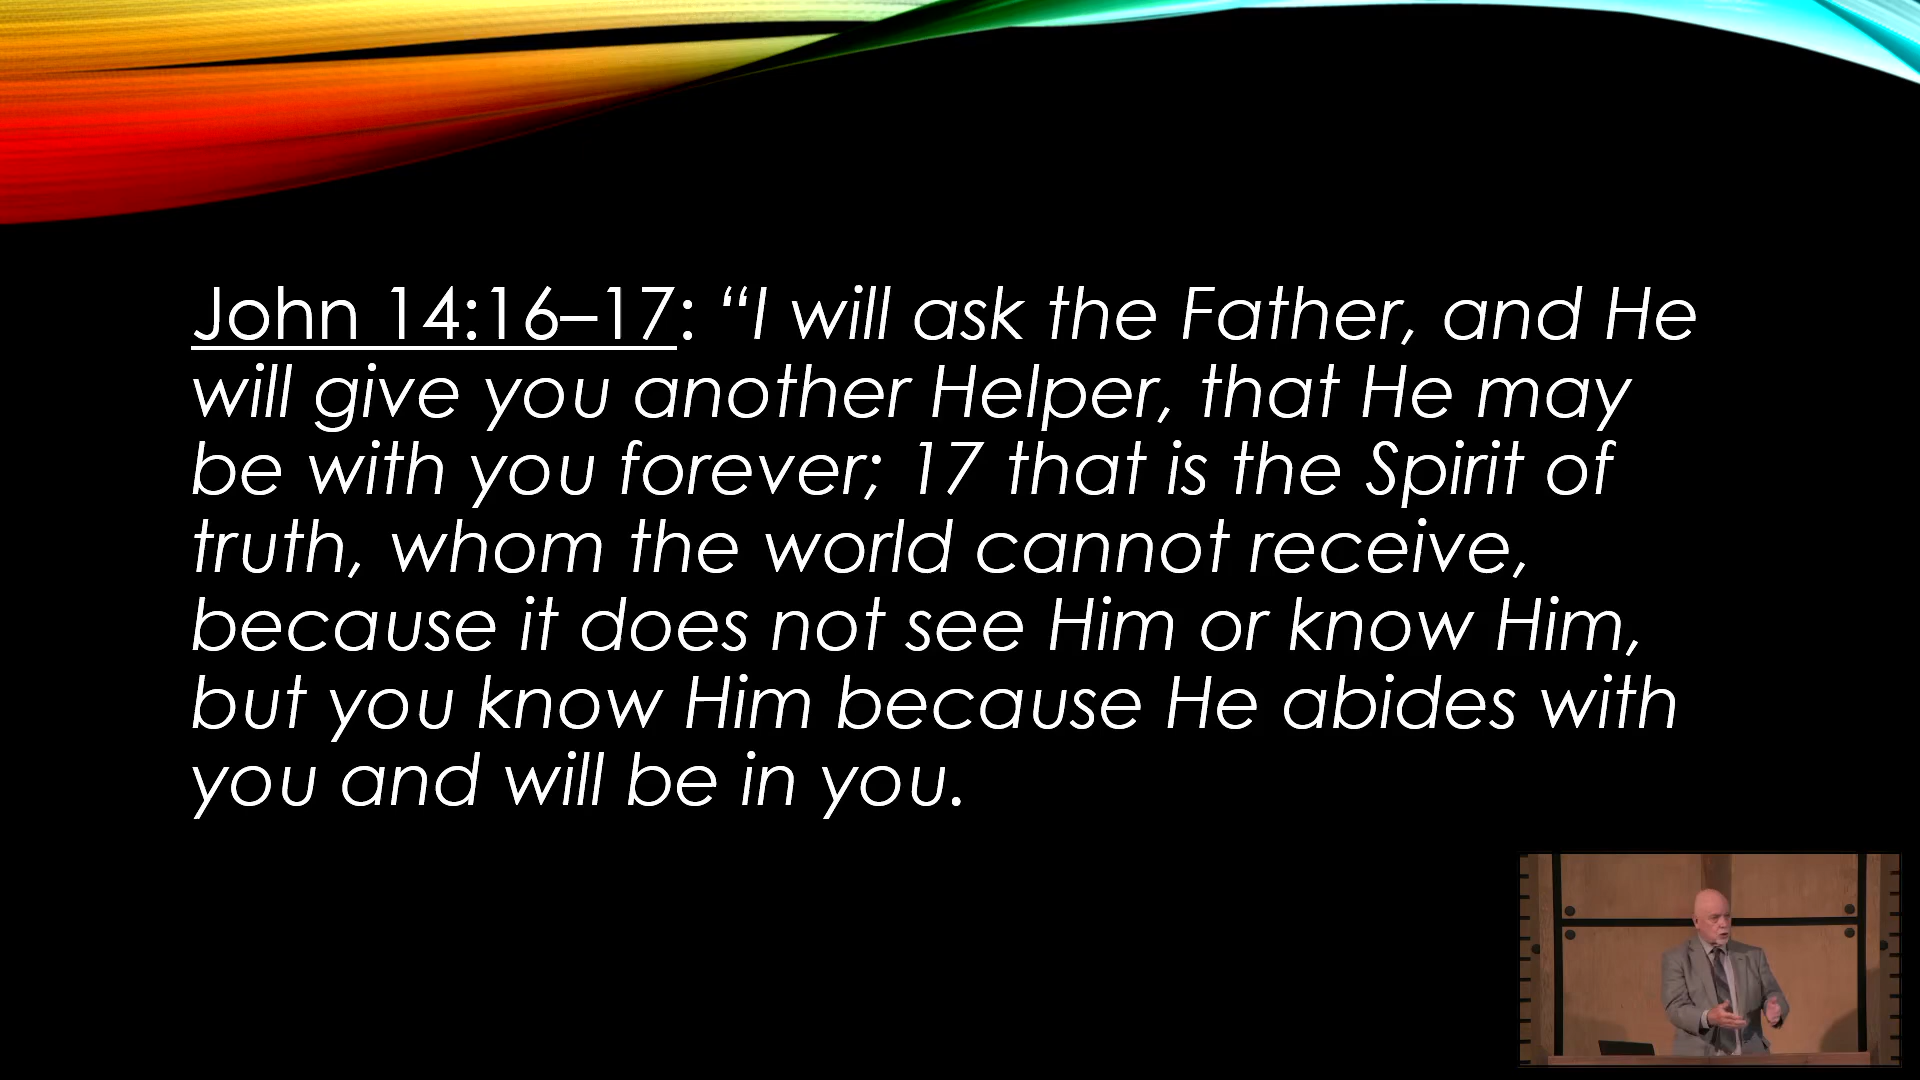 John 14:16–17: “I will ask the Father, and He
will give you another Helper, that He may
be with you forever; 17 that is the Spirit of
truth, whom the world cannot receive,
because it does not see Him or know Him,
but you know Him because He abides with
you and will be in you.